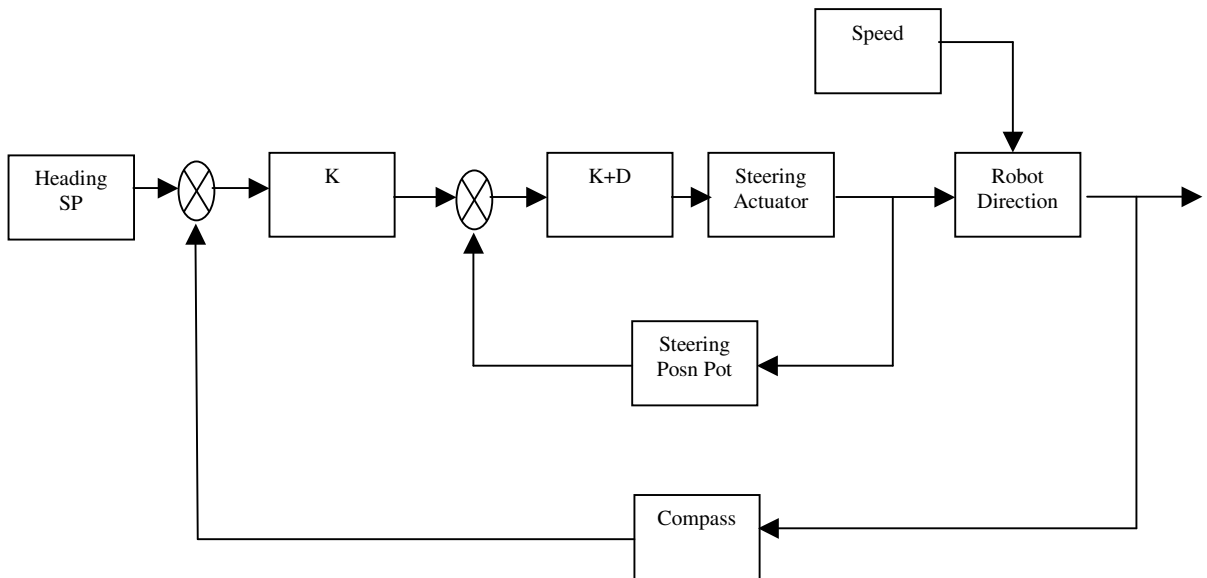 Speed
Heading
SP
K
K+D
Steering
Actuator
Robot
Direction
Steering
Posn Pot
Compass